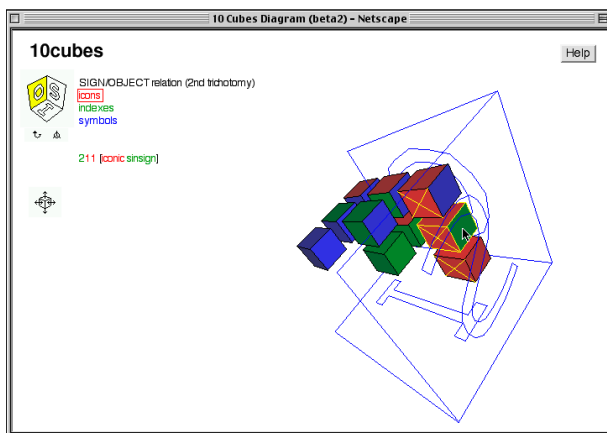 10 Cubes Diagram (beta2) - Netscape
10cubes
Help
O S I
SIGN/OBJECT relation (2nd trichotomy)
icons
indexes
symbols
211 [iconic sinsign]